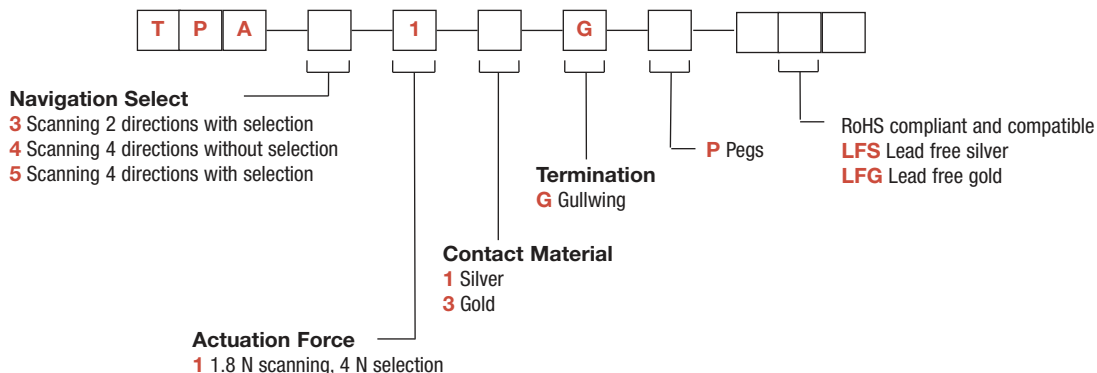 T P A 1 G
Navigation Select
3 Scanning 2 directions with selection
4 Scanning 4 directions without selection
5 Scanning 4 directions with selection
RoHS compliant and compatible
LFS Lead free silver
LFG Lead free gold
P Pegs
Termination
G Gullwing
Contact Material
1 Silver
3 Gold
Actuation Force
1 1.8 N scanning, 4 N selection